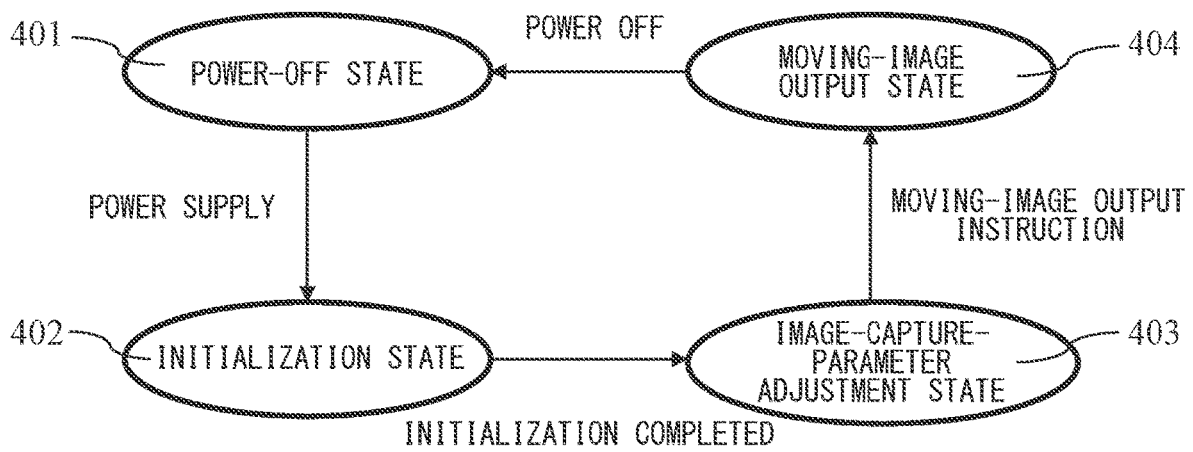 401
POWER-OFF STATE
POWER OFF
MOVING-IMAGE
OUTPUT STATE
404
POWER SUPPLY
MOVING-IMAGE OUTPUT
INSTRUCTION
402
INITIALIZATION STATE
IMAGE-CAPTURE-
PARAMETER
ADJUSTMENT STATE
403
INITIALIZATION COMPLETED